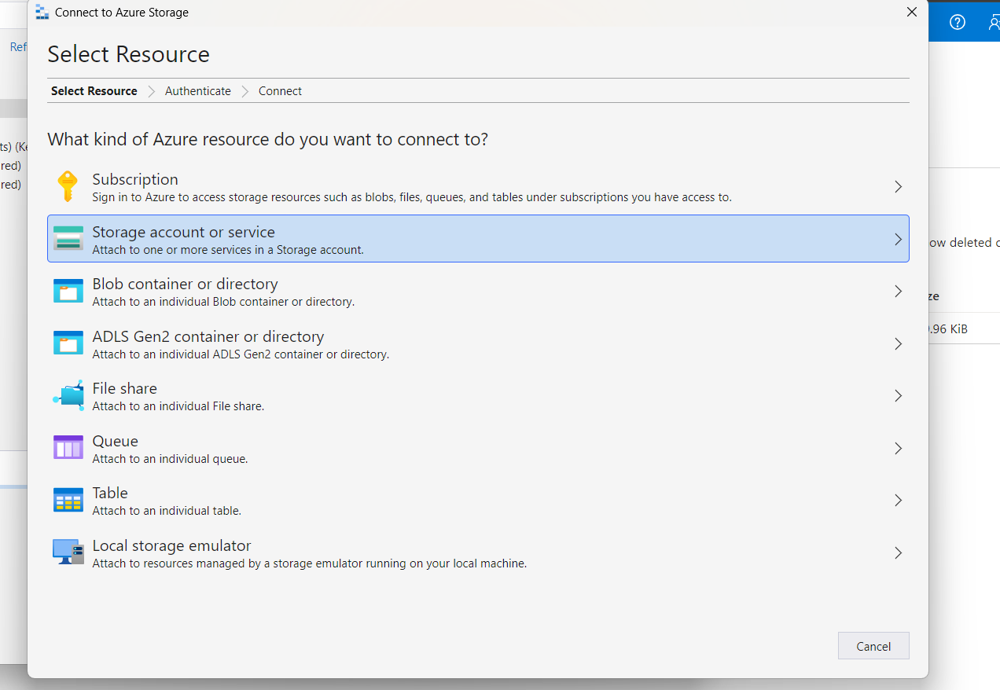 Connect to Azure Storage
Ref
Select Resource
Select Resource
Authenticate
Connect
ts) (Ke
red)
red)
What kind of Azure resource do you want to connect to?
Subscription
Sign in to Azure to access storage resources such as blobs, files, queues, and tables under subscriptions you have access to.
Storage account or service
Attach to one or more services in a Storage account.
Blob container or directory
Attach to an individual Blob container or directory.
ADLS Gen2 container or directory
Attach to an individual ADLS Gen2 container or directory.
File share
Attach to an individual File share.
Queue
Attach to an individual queue.
Table
Attach to an individual table.
Local storage emulator
Attach to resources managed by a storage emulator running on your local machine.
Cancel
ow deleted
ze
.96 KiB